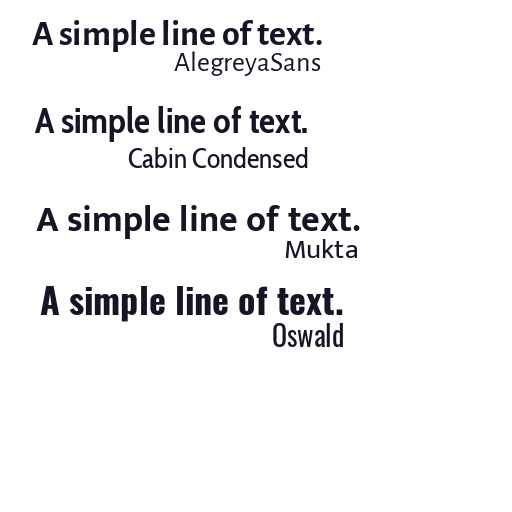 A simple line of text.
AlegreyaSans
A simple line of text.
Cabin Condensed
A simple line of text.
Mukta
A simple line of text.
Oswald